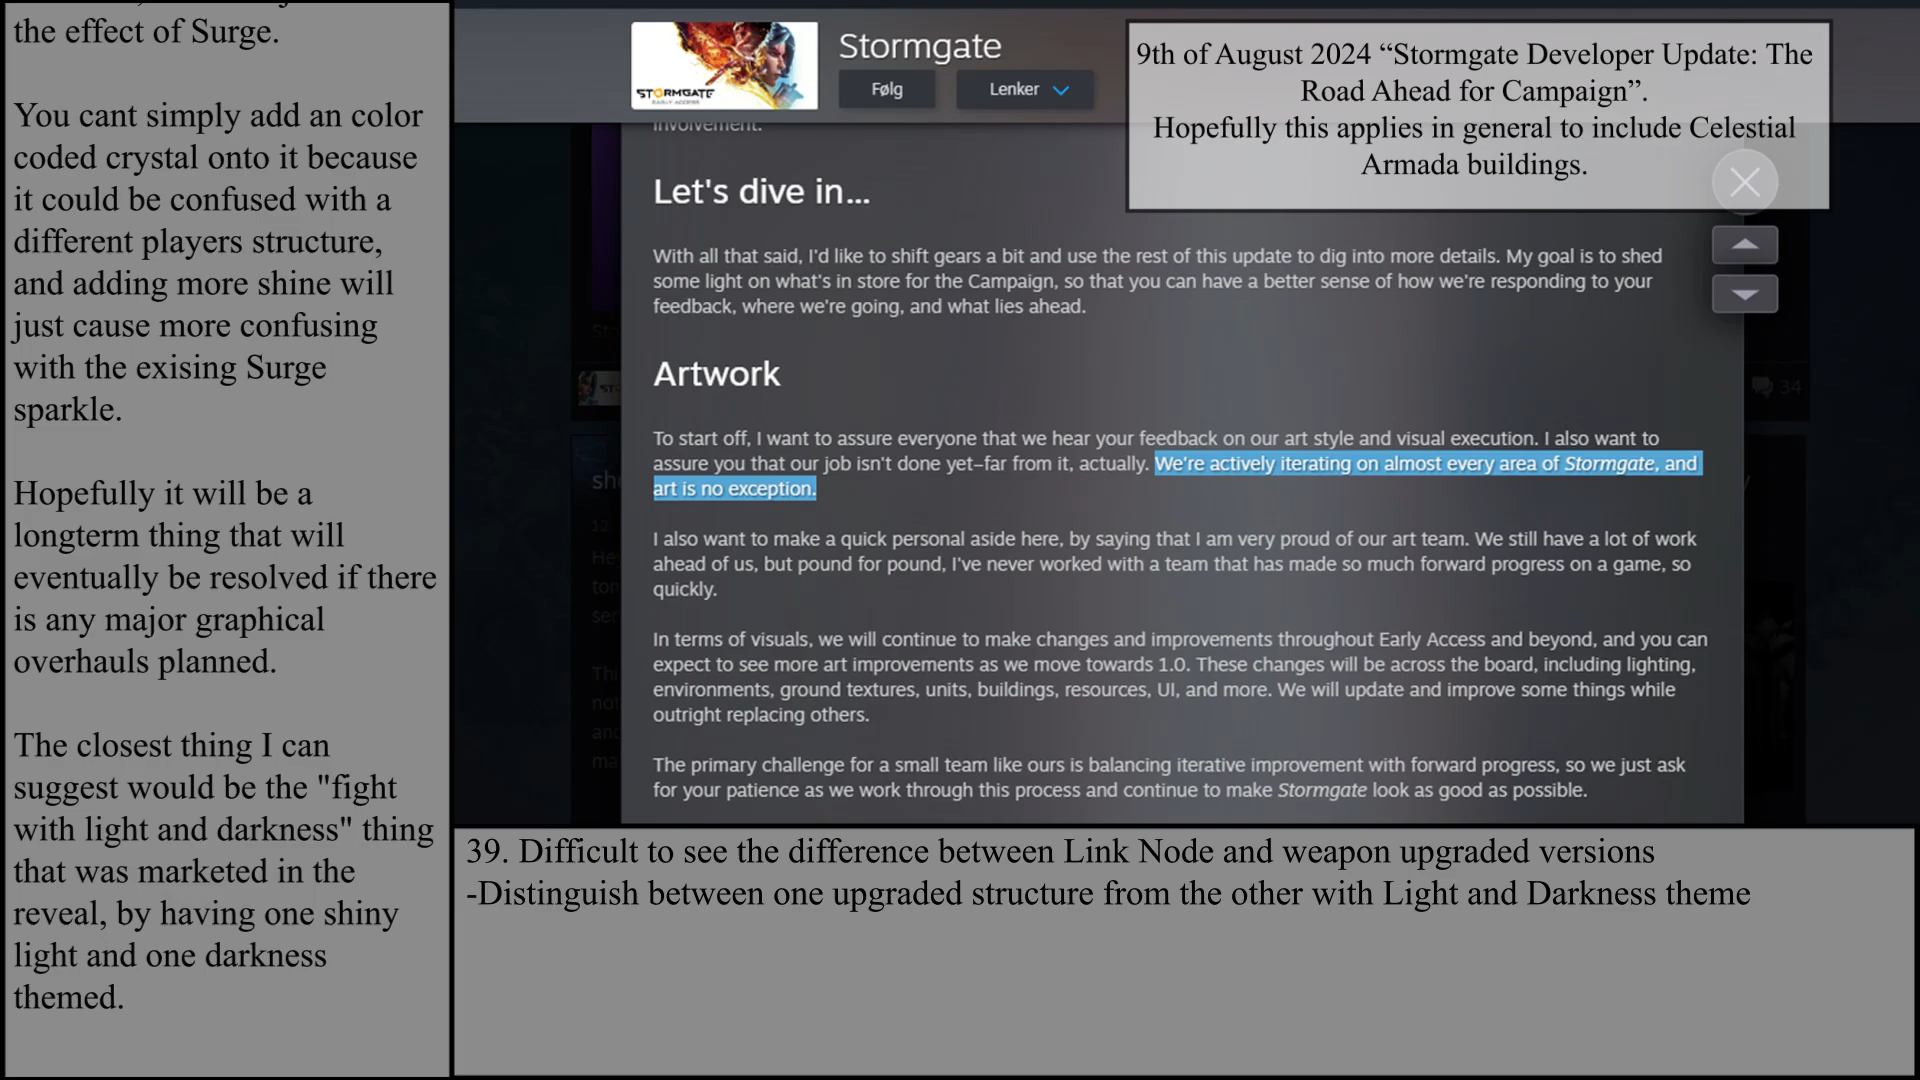 the effect of Surge.
You cant simply add an color
coded crystal onto it because
it could be confused with a
different players structure,
and adding more shine will
just cause more confusing
with the exising Surge
sparkle.
Hopefully it will be a
longterm thing that will
eventually be resolved if there
is any major graphical
overhauls planned.
The closest thing I can
suggest would be the "fight
with light and darkness" thing
that was marketed in the
reveal, by having one shiny
light and one darkness
themed.
STORMGATE
EARLY ACCESS
Stormgate
Følg
Lenker
9th of August 2024 “Stormgate Developer Update: The
Road Ahead for Campaign”.
Hopefully this applies in general to include Celestial
Armada buildings.
involvement.
Let's dive in...
With all that said, I'd like to shift gears a bit and use the rest of this update to dig into more details. My goal is to shed
some light on what's in store for the Campaign, so that you can have a better sense of how we're responding to your
feedback, where we're going, and what lies ahead.
Artwork
34
To start off, I want to assure everyone that we hear your feedback on our art style and visual execution. I also want to
assure you that our job isn't done yet–far from it, actually. We're actively iterating on almost every area of Stormgate, and
art is no exception.
I also want to make a quick personal aside here, by saying that I am very proud of our art team. We still have a lot of work
ahead of us, but pound for pound, I've never worked with a team that has made so much forward progress on a game, so
quickly.
In terms of visuals, we will continue to make changes and improvements throughout Early Access and beyond, and you can
expect to see more art improvements as we move towards 1.0. These changes will be across the board, including lighting,
environments, ground textures, units, buildings, resources, UI, and more. We will update and improve some things while
outright replacing others.
The primary challenge for a small team like ours is balancing iterative improvement with forward progress, so we just ask
for your patience as we work through this process and continue to make Stormgate look as good as possible.
39. Difficult to see the difference between Link Node and weapon upgraded versions
-Distinguish between one upgraded structure from the other with Light and Darkness theme